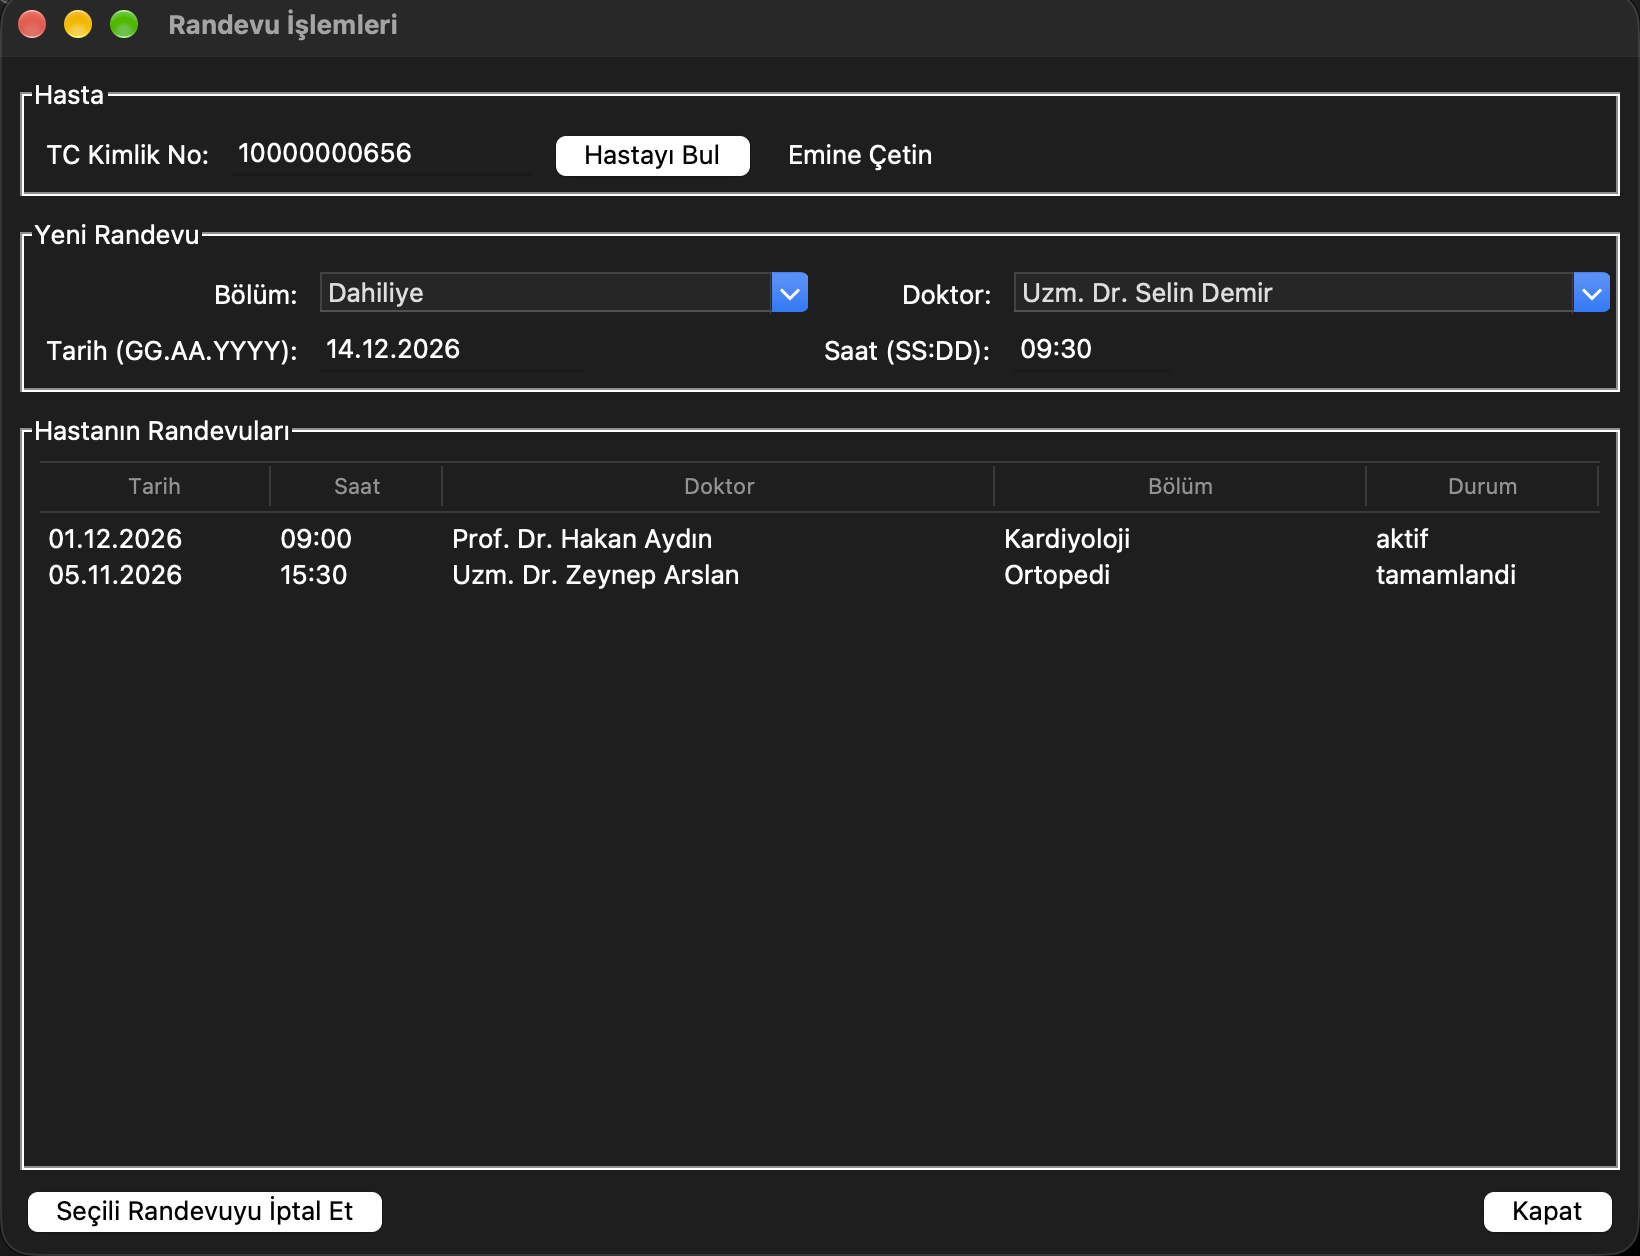 Randevu İşlemleri
Hasta
TC Kimlik No: 10000000656 Hastayı Bul Emine Çetin
Yeni Randevu
Bölüm: Dahiliye Doktor: Uzm. Dr. Selin Demir
Tarih (GG.AA.YYYY): 14.12.2026 Saat (SS:DD): 09:30
Hastanın Randevuları
Tarih Saat Doktor Bölüm Durum
01.12.2026 09:00 Prof. Dr. Hakan Aydın Kardiyoloji aktif
05.11.2026 15:30 Uzm. Dr. Zeynep Arslan Ortopedi tamamlandi
Seçili Randevuyu İptal Et Kapat